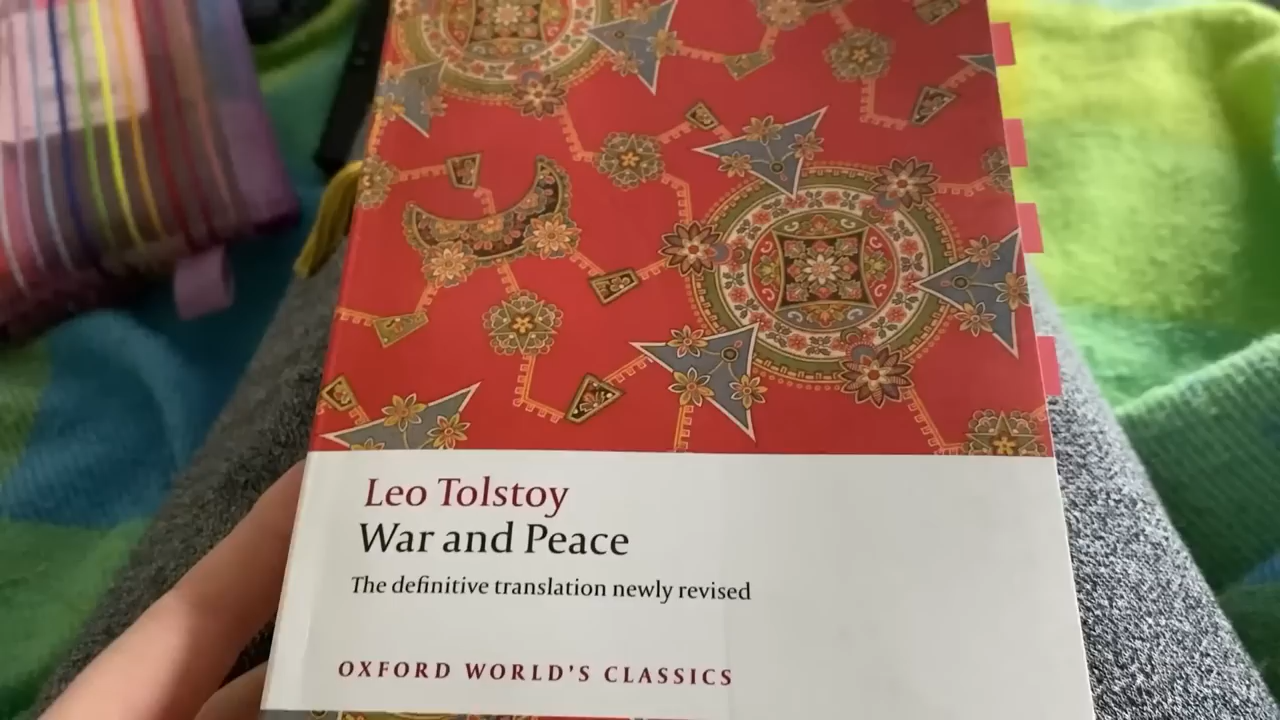 Leo Tolstoy
War and Peace
The definitive translation newly revised
OXFORD WORLD'S CLASSICS